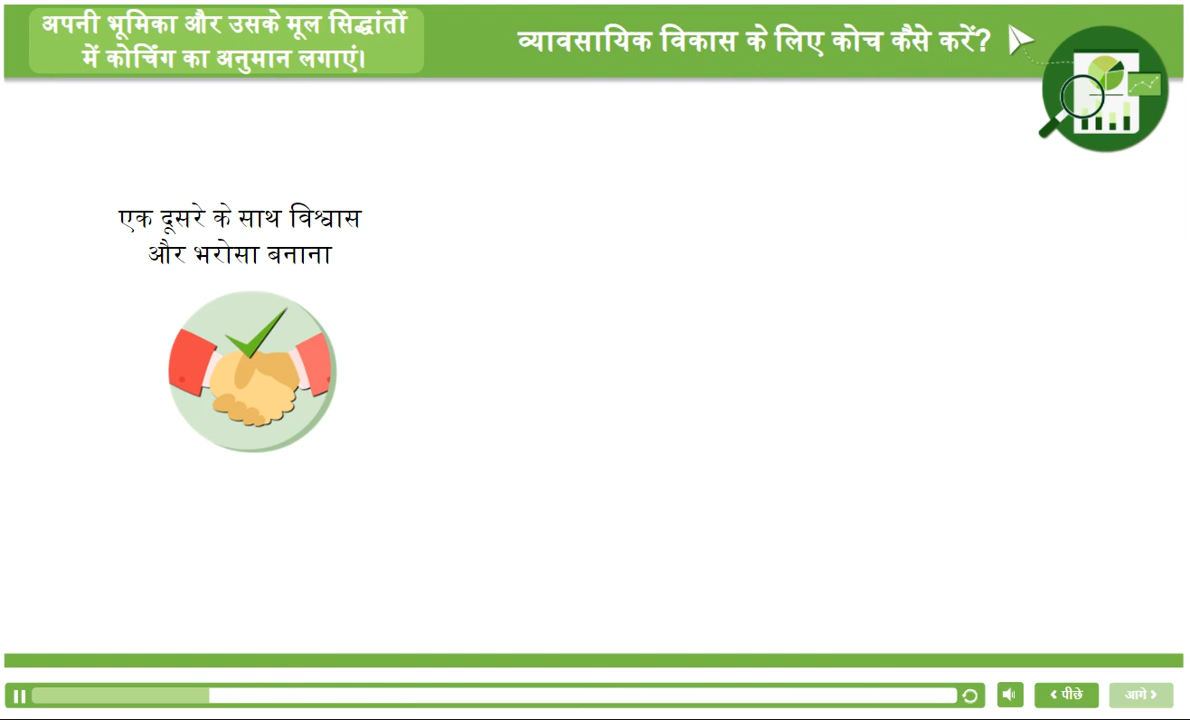 अपनी भूमिका और उसके मूल सिद्धांतों
में कोचिंग का अनुमान लगाएं।
व्यावसायिक विकास के लिए कोच कैसे करें?
एक दूसरे के साथ विश्वास
और भरोसा बनाना
पीछे
आगे